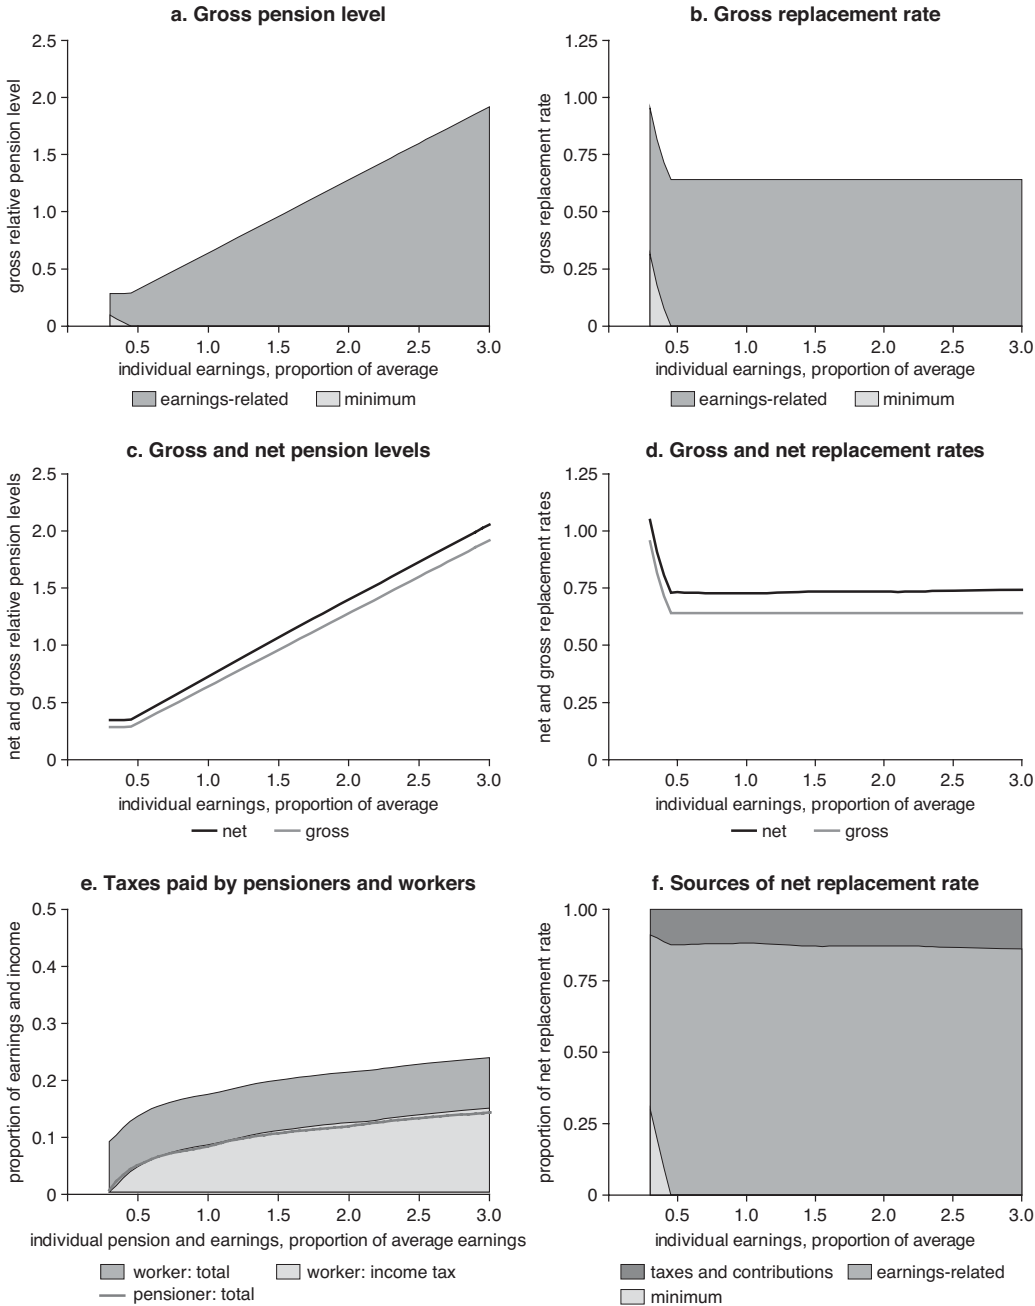 a. Gross pension level
gross relative pension level
2.5
2.0
1.5
1.0
0.5
0
0.5 1.0 1.5 2.0 2.5 3.0
individual earnings, proportion of average
earnings-related minimum
b. Gross replacement rate
gross replacement rate
1.25
1.00
0.75
0.50
0.25
0
0.5 1.0 1.5 2.0 2.5 3.0
individual earnings, proportion of average
earnings-related minimum
c. Gross and net pension levels
net and gross relative pension levels
2.5
2.0
1.5
1.0
0.5
0
0.5 1.0 1.5 2.0 2.5 3.0
individual earnings, proportion of average
net gross
d. Gross and net replacement rates
net and gross replacement rates
1.25
1.00
0.75
0.50
0.25
0
0.5 1.0 1.5 2.0 2.5 3.0
individual earnings, proportion of average
net gross
e. Taxes paid by pensioners and workers
proportion of earnings and income
0.5
0.4
0.3
0.2
0.1
0
0.5 1.0 1.5 2.0 2.5 3.0
individual pension and earnings, proportion of average earnings
worker: total worker: income tax
pensioner: total
f. Sources of net replacement rate
proportion of net replacement rate
1.00
0.75
0.50
0.25
0
0.5 1.0 1.5 2.0 2.5 3.0
individual earnings, proportion of average
taxes and contributions earnings-related
minimum